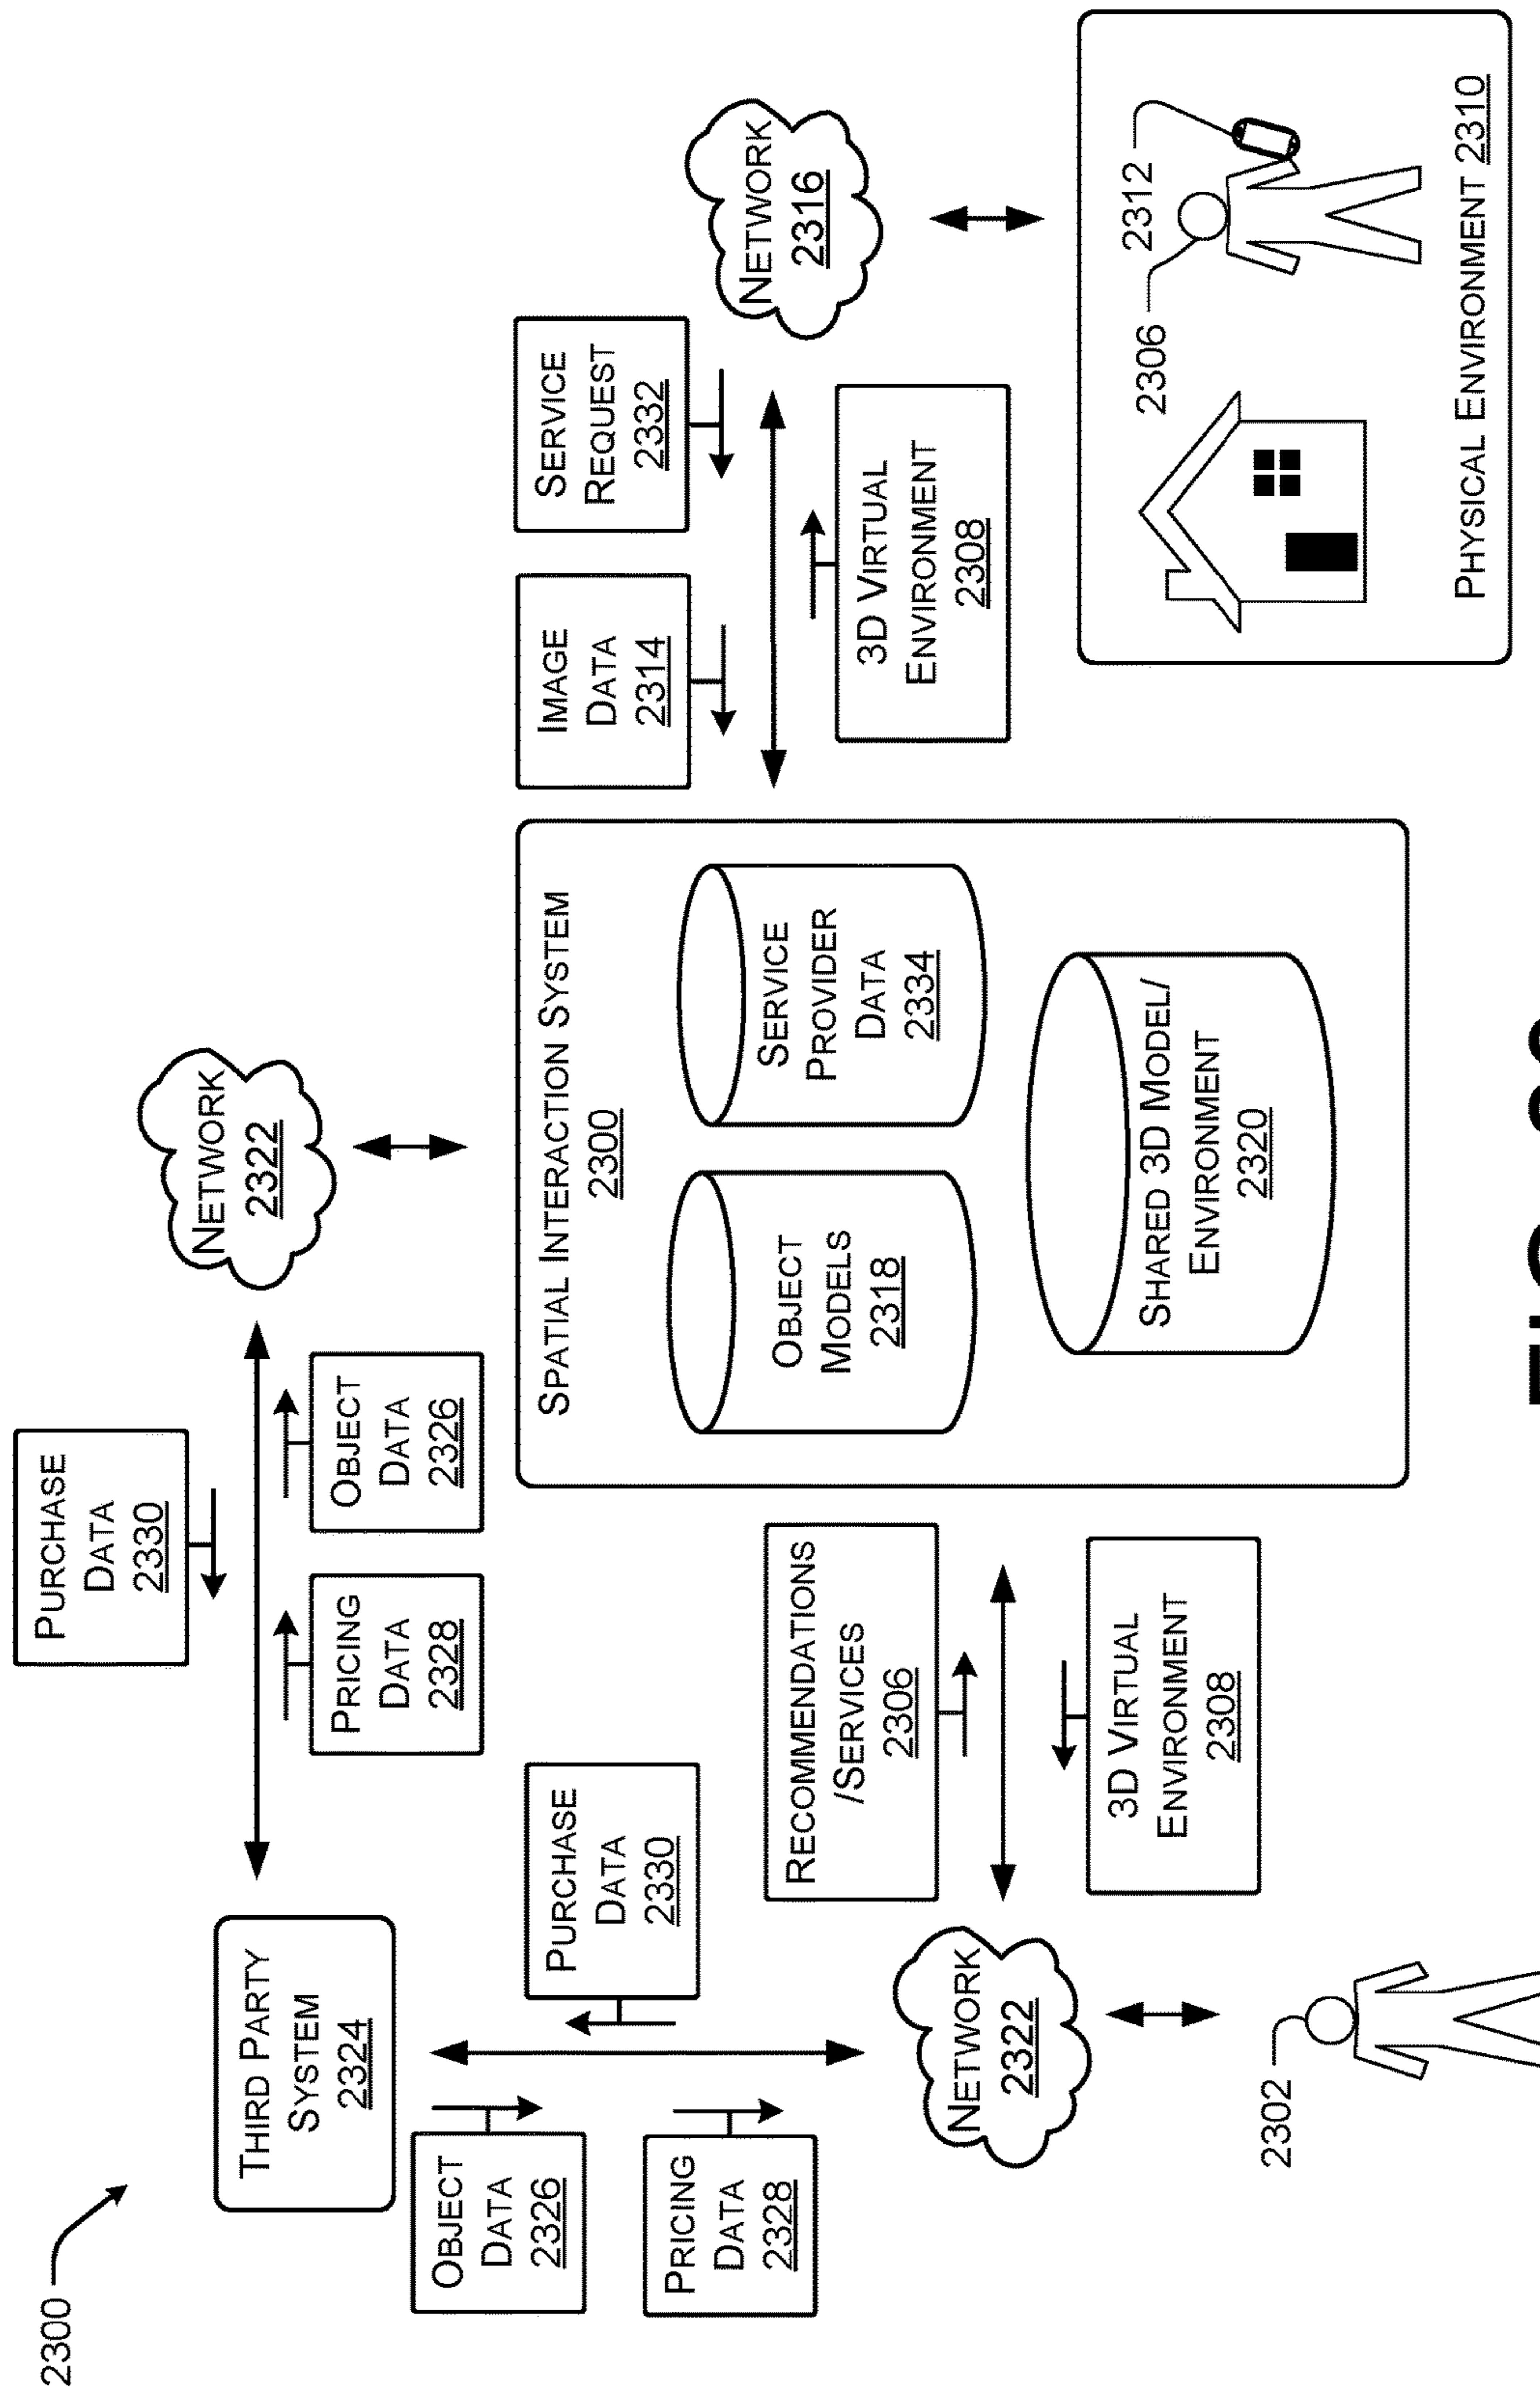 2300
THIRD PARTY
SYSTEM
2324
PURCHASE
DATA
2330
PRICING
DATA
2328
OBJECT
DATA
2326
NETWORK
2322
OBJECT
DATA
2326
PRICING
DATA
2328
PURCHASE
DATA
2330
NETWORK
2322
2302
RECOMMENDATIONS
/SERVICES
2306
3D VIRTUAL
ENVIRONMENT
2308
SPATIAL INTERACTION SYSTEM
2300
OBJECT
MODELS
2318
SERVICE
PROVIDER
DATA
2334
SHARED 3D MODEL/
ENVIRONMENT
2320
IMAGE
DATA
2314
SERVICE
REQUEST
2332
3D VIRTUAL
ENVIRONMENT
2308
NETWORK
2316
2306
2312
PHYSICAL ENVIRONMENT 2310